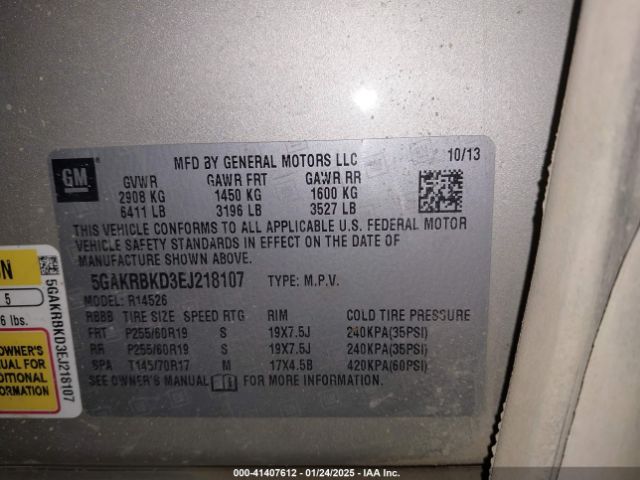 GM
MFD BY GENERAL MOTORS LLC 10/13
GVWR GAWR FRT GAWR RR
2908 KG 1450 KG 1600 KG
6411 LB 3196 LB 3527 LB
THIS VEHICLE CONFORMS TO ALL APPLICABLE U.S. FEDERAL MOTOR
VEHICLE SAFETY STANDARDS IN EFFECT ON THE DATE OF
MANUFACTURE SHOWN ABOVE.
5GAKRBKD3EJ218107 TYPE: M.P.V.
MODEL: R14526
RBBB TIRE SIZE SPEED RTG RIM COLD TIRE PRESSURE
FRT P255/60R19 S 19X7.5J 240KPA(35PSI)
RR P255/60R19 S 19X7.5J 240KPA(35PSI)
SPA T145/70R17 M 17X4.5B 420KPA(60PSI)
SEE OWNER'S MANUAL FOR MORE INFORMATION.
5
6 lbs.
OWNER'S
FOR
INFORMATION
5GAKRBKD3EJ218107
000-41407612 - 01/24/2025 - IAA Inc.